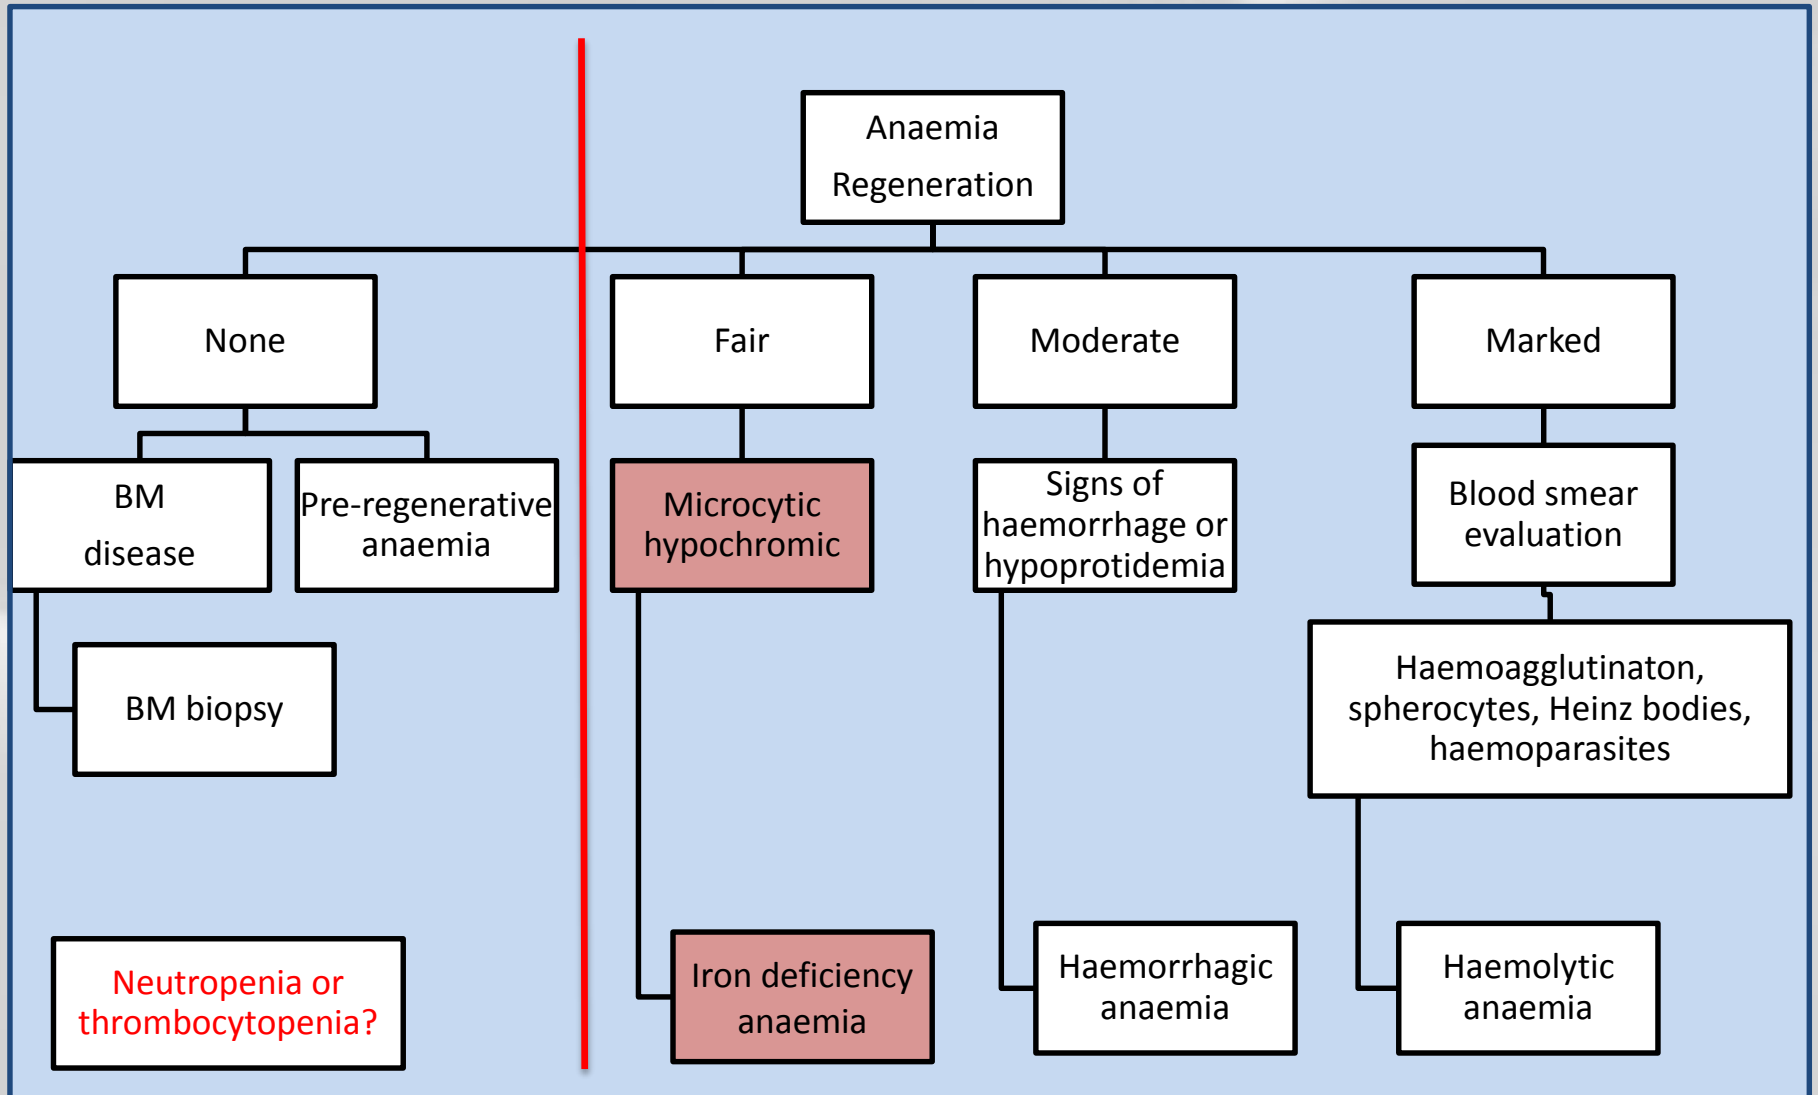 Anaemia
Regeneration
None
Fair
Moderate
Marked
BM
disease
Pre-regenerative
anaemia
Microcytic
hypochromic
Signs of
haemorrhage or
hypoprotidemia
Blood smear
evaluation
BM biopsy
Haemoagglutinaton,
spherocytes, Heinz bodies,
haemoparasites
Neutropenia or
thrombocytopenia?
Iron deficiency
anaemia
Haemorrhagic
anaemia
Haemolytic
anaemia